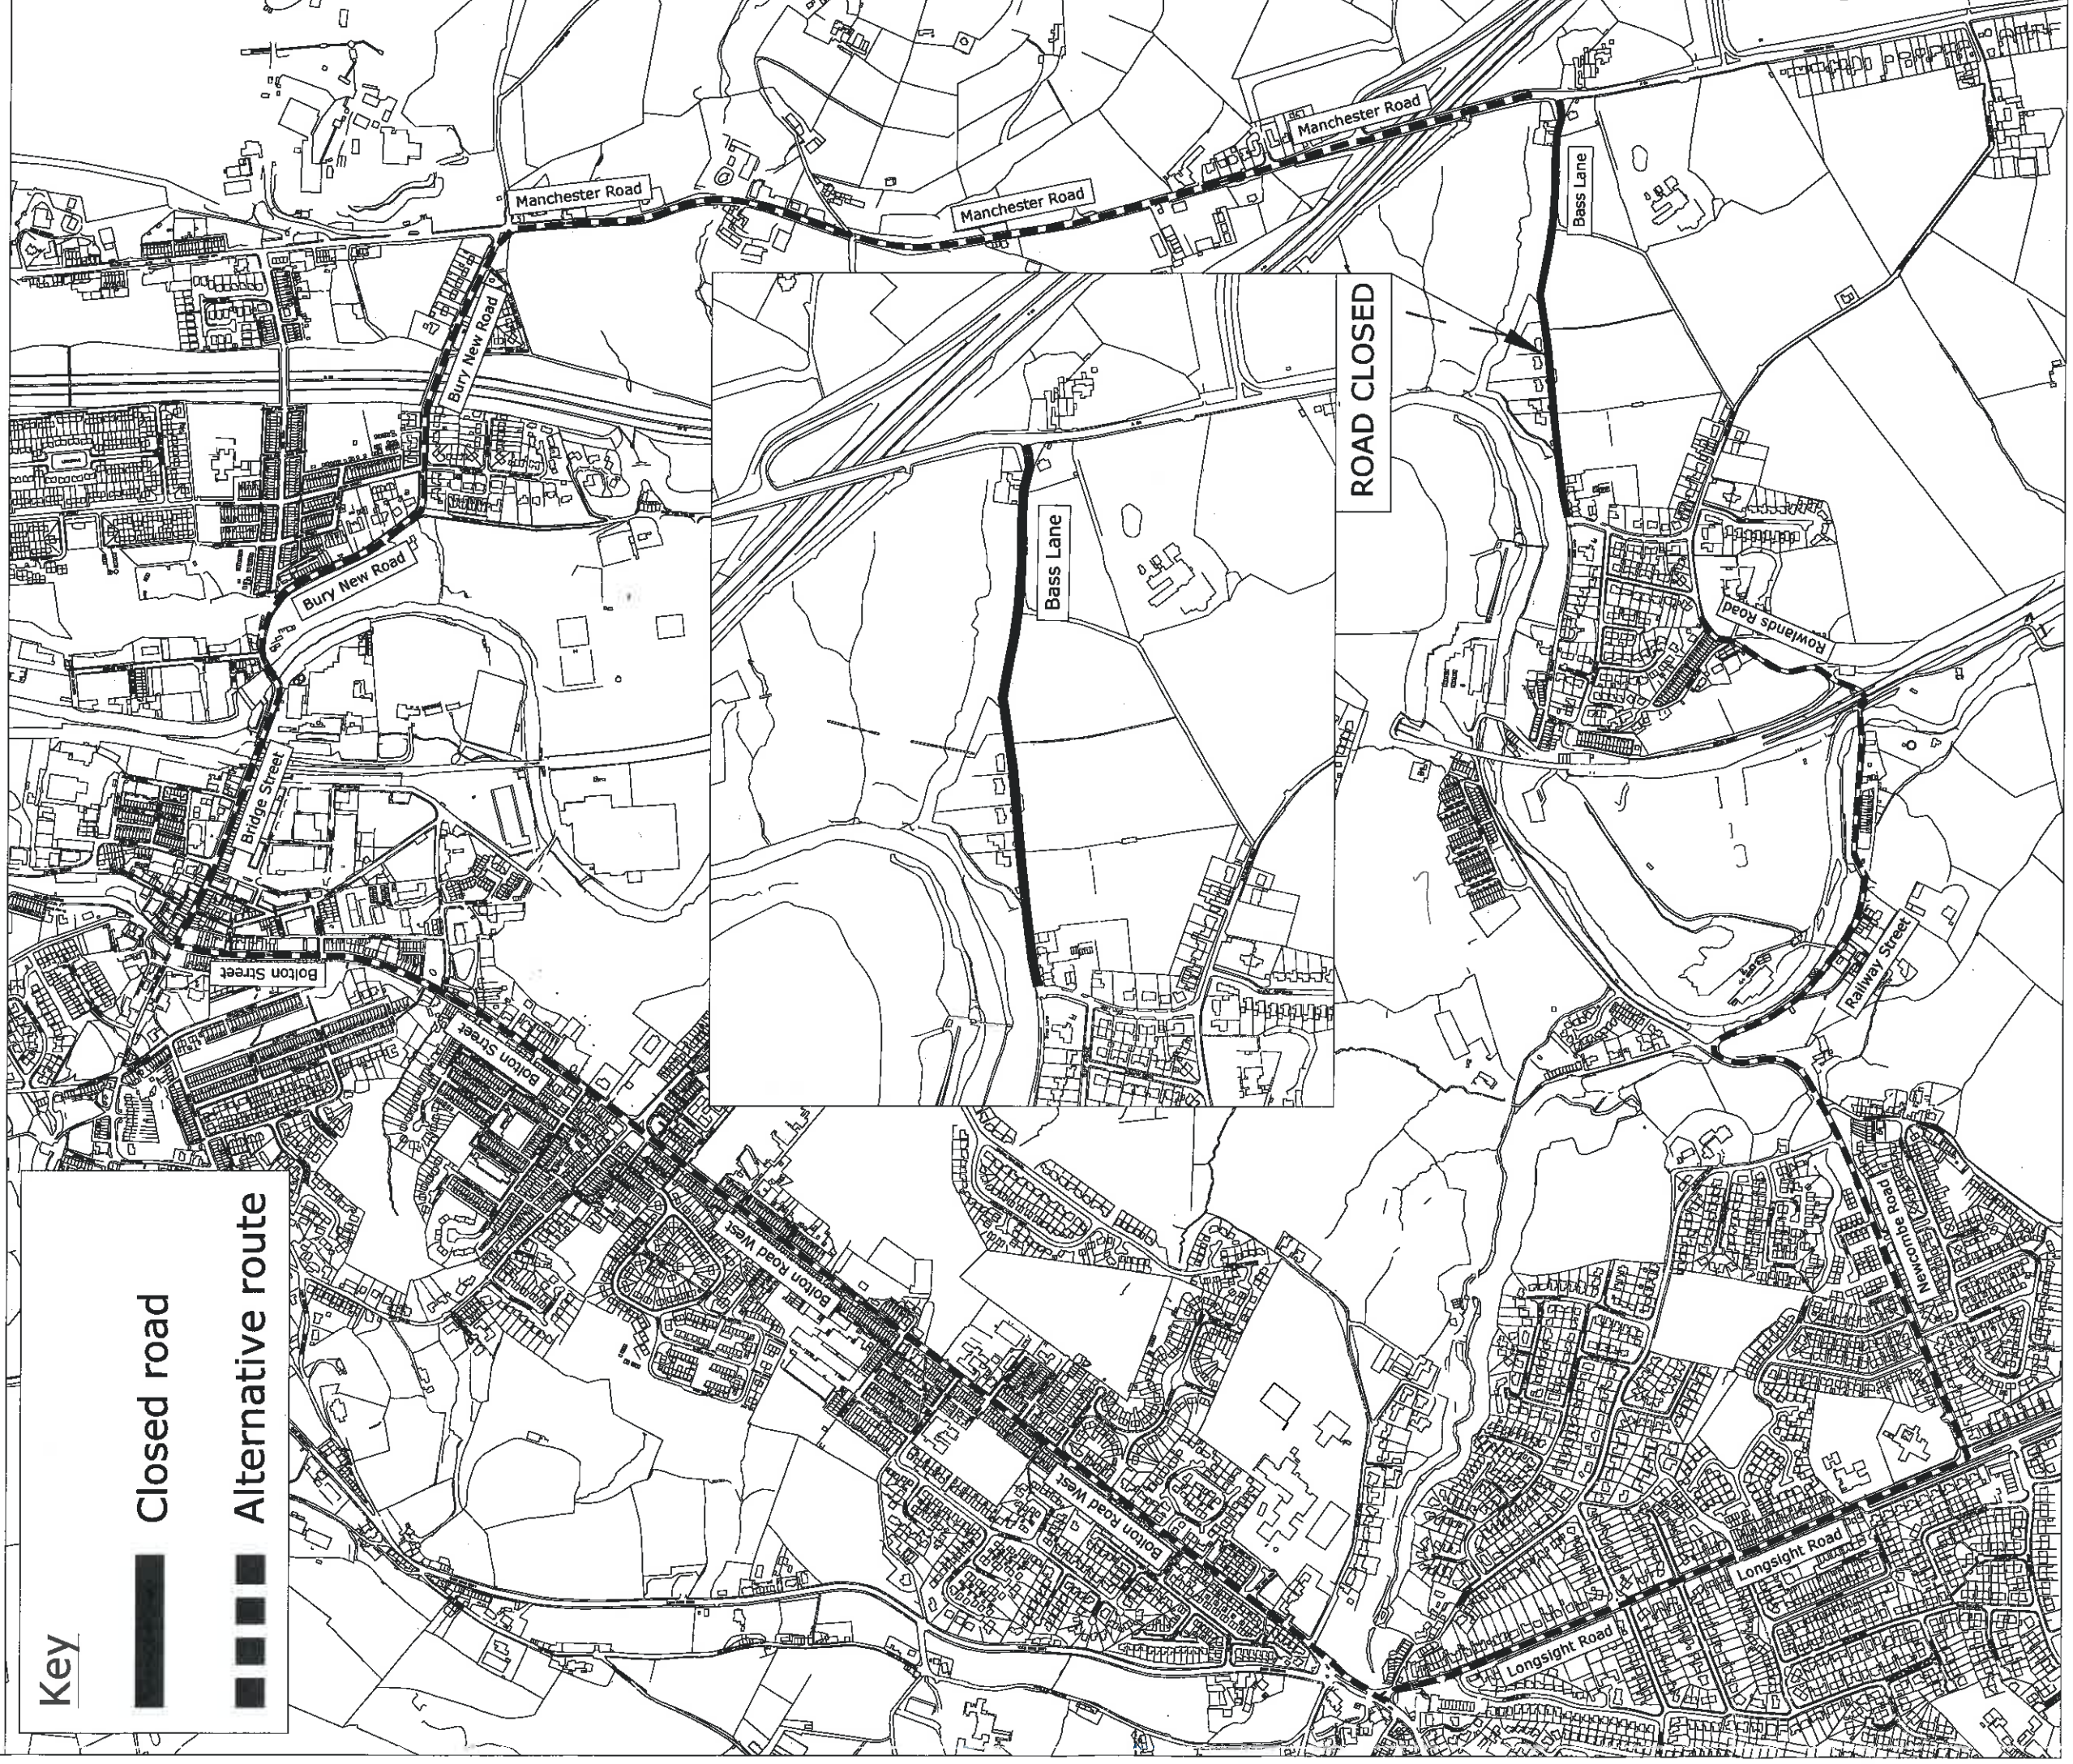 Manchester Road
Manchester Road
Manchester Road
Bass Lane
ROAD CLOSED
Bury New Road
Bury New Road
Bass Lane
Rowlands Road
Bridge Street
Bolton Street
Railway Street
Bolton Street
Key
Closed road
Alternative route
Bolton Road West
Newcombe Road
Bolton Road West
Longsight Road
Longsight Road